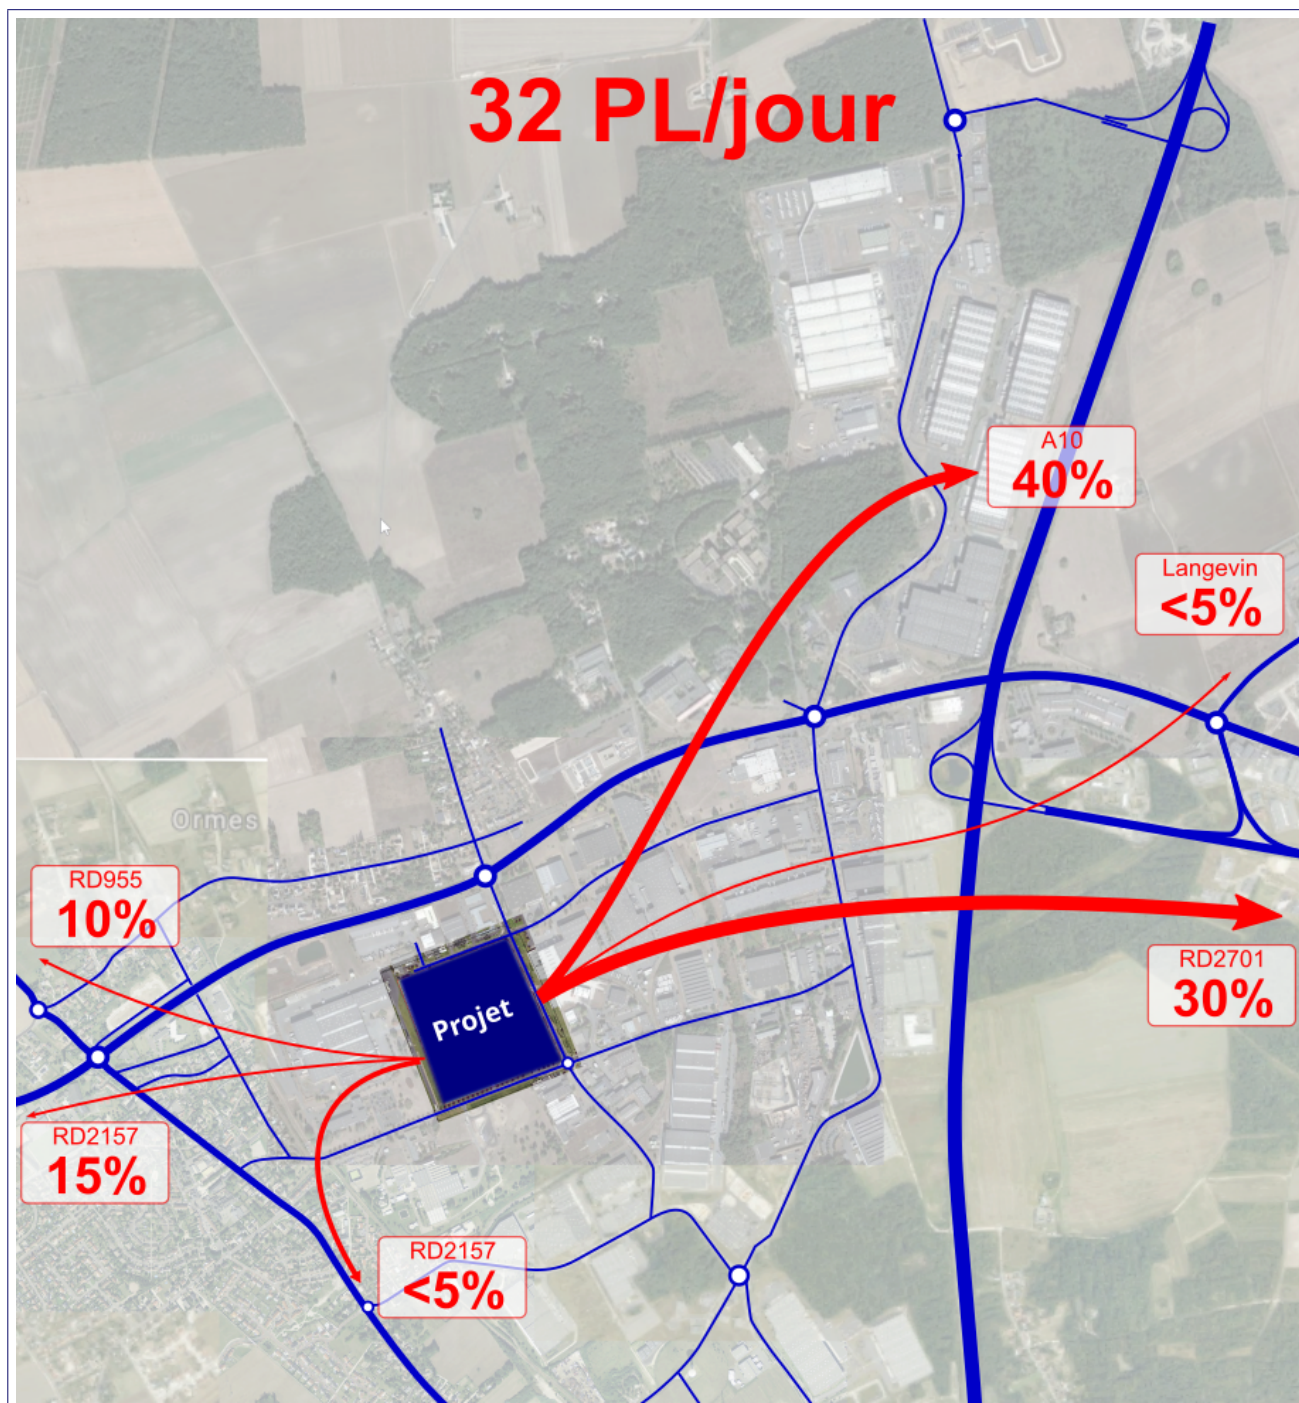 32 PL/jour
A10
40%
Langevin
<5%
Ormes
RD955
10%
RD2701
30%
Projet
RD2157
15%
RD2157
<5%